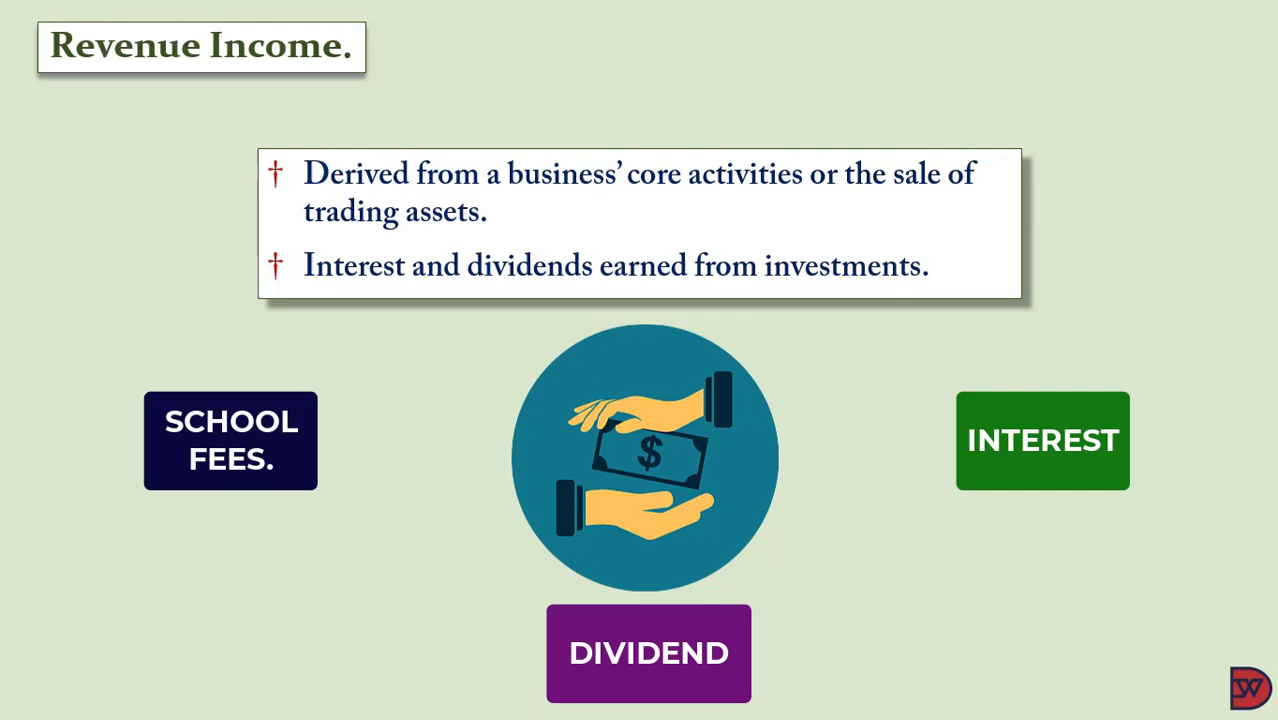 Revenue Income.
† Derived from a business’ core activities or the sale of
trading assets.
† Interest and dividends earned from investments.
$
SCHOOL
FEES.
INTEREST
DIVIDEND
DW